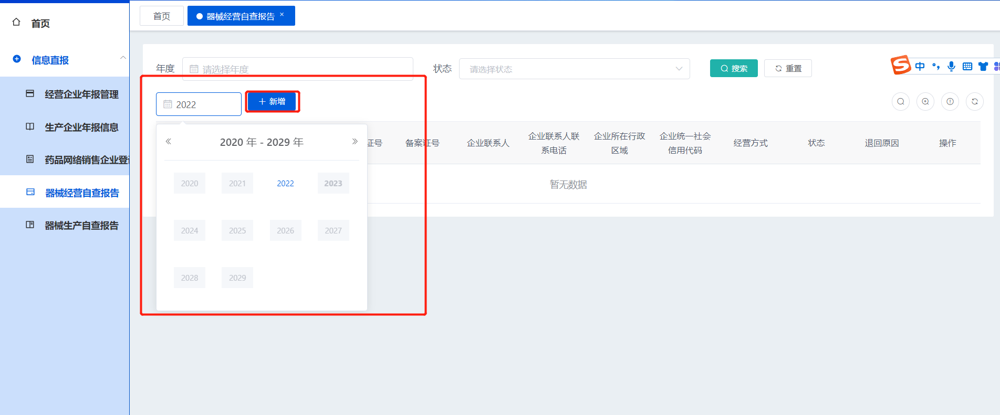 首页
信息直报
经营企业年报管理
生产企业年报信息
药品网络销售企业登
器械经营自查报告
器械生产自查报告
首页
器械经营自查报告 ×
年度 请选择年度
状态 请选择状态
搜索
重置
中
2022
新增
2020 年 - 2029 年
2020 2021 2022 2023
2024 2025 2026 2027
2028 2029
证号
备案证号
企业联系人
企业联系人联
系电话
企业所在行政
区域
企业统一社会
信用代码
经营方式
状态
退回原因
操作
暂无数据